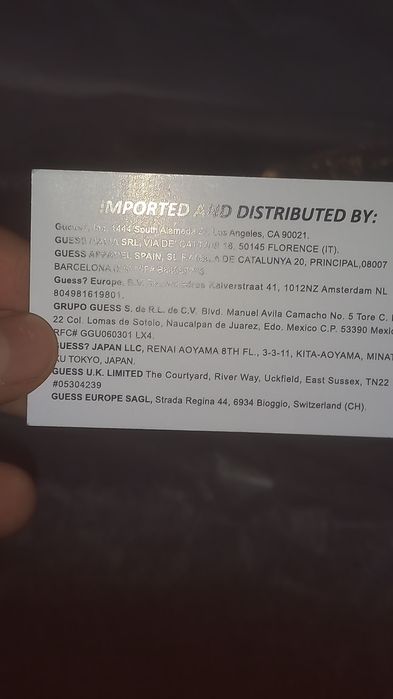 IMPORTED AND DISTRIBUTED BY:
Guess?, Inc. 1444 South Alameda Los Angeles, CA 90021.
GUESS ITALIA SRL, VIA DE' 18, 50145 FLORENCE (IT).
GUESS APPAREL SPAIN, SL RAMBLA DE CATALUNYA 20, PRINCIPAL,08007
BARCELONA
Guess? Europe, B.V. Kaiverstraat 41, 1012NZ Amsterdam NL
804981619801.
GRUPO GUESS S. de R.L. de C.V. Blvd. Manuel Avila Camacho No. 5 Tore C.
22 Col. Lomas de Sotolo, Naucalpan de Juarez, Edo. Mexico C.P. 53390
RFC# GGU060301 LX4.
GUESS? JAPAN LLC, RENAI AOYAMA 8TH FL., 3-3-11, KITA-AOYAMA,
KU TOKYO, JAPAN.
GUESS U.K. LIMITED The Courtyard, River Way, Uckfield, East Sussex, TN22
#05304239
GUESS EUROPE SAGL, Strada Regina 44, 6934 Bioggio, Switzerland (CH).